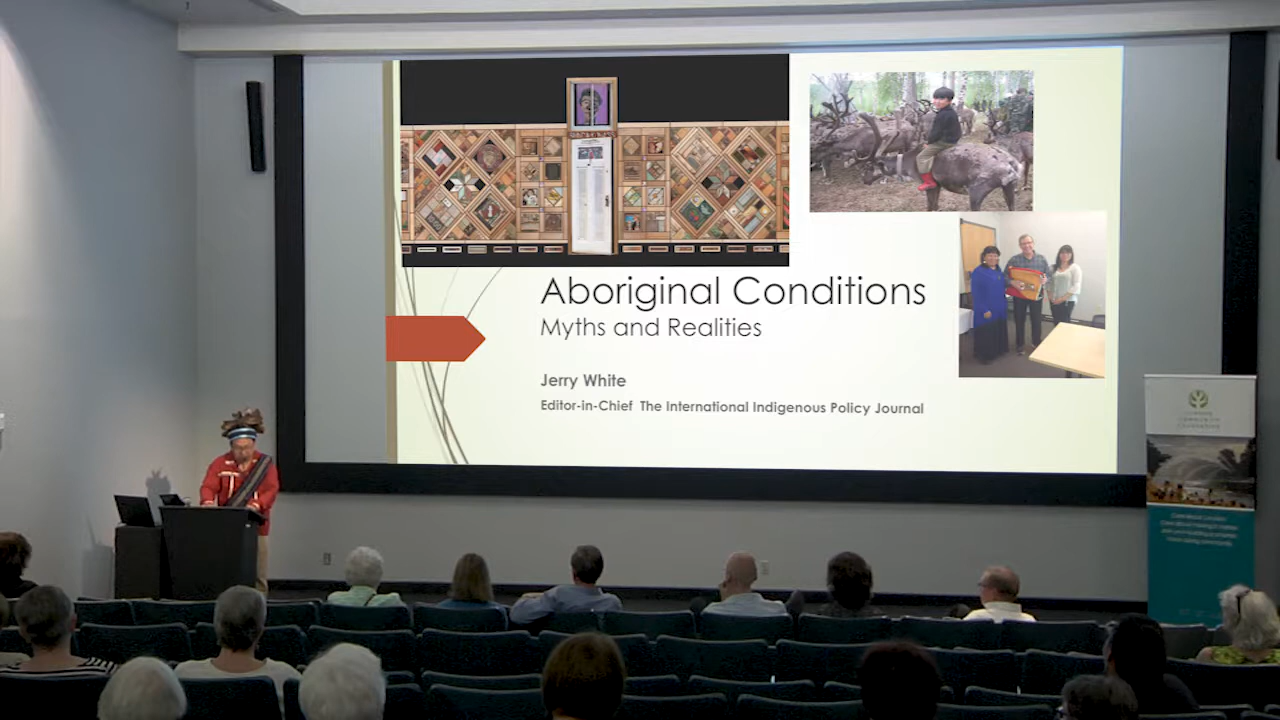 Aboriginal Conditions
Myths and Realities
Jerry White
Editor-in-Chief The International Indigenous Policy Journal